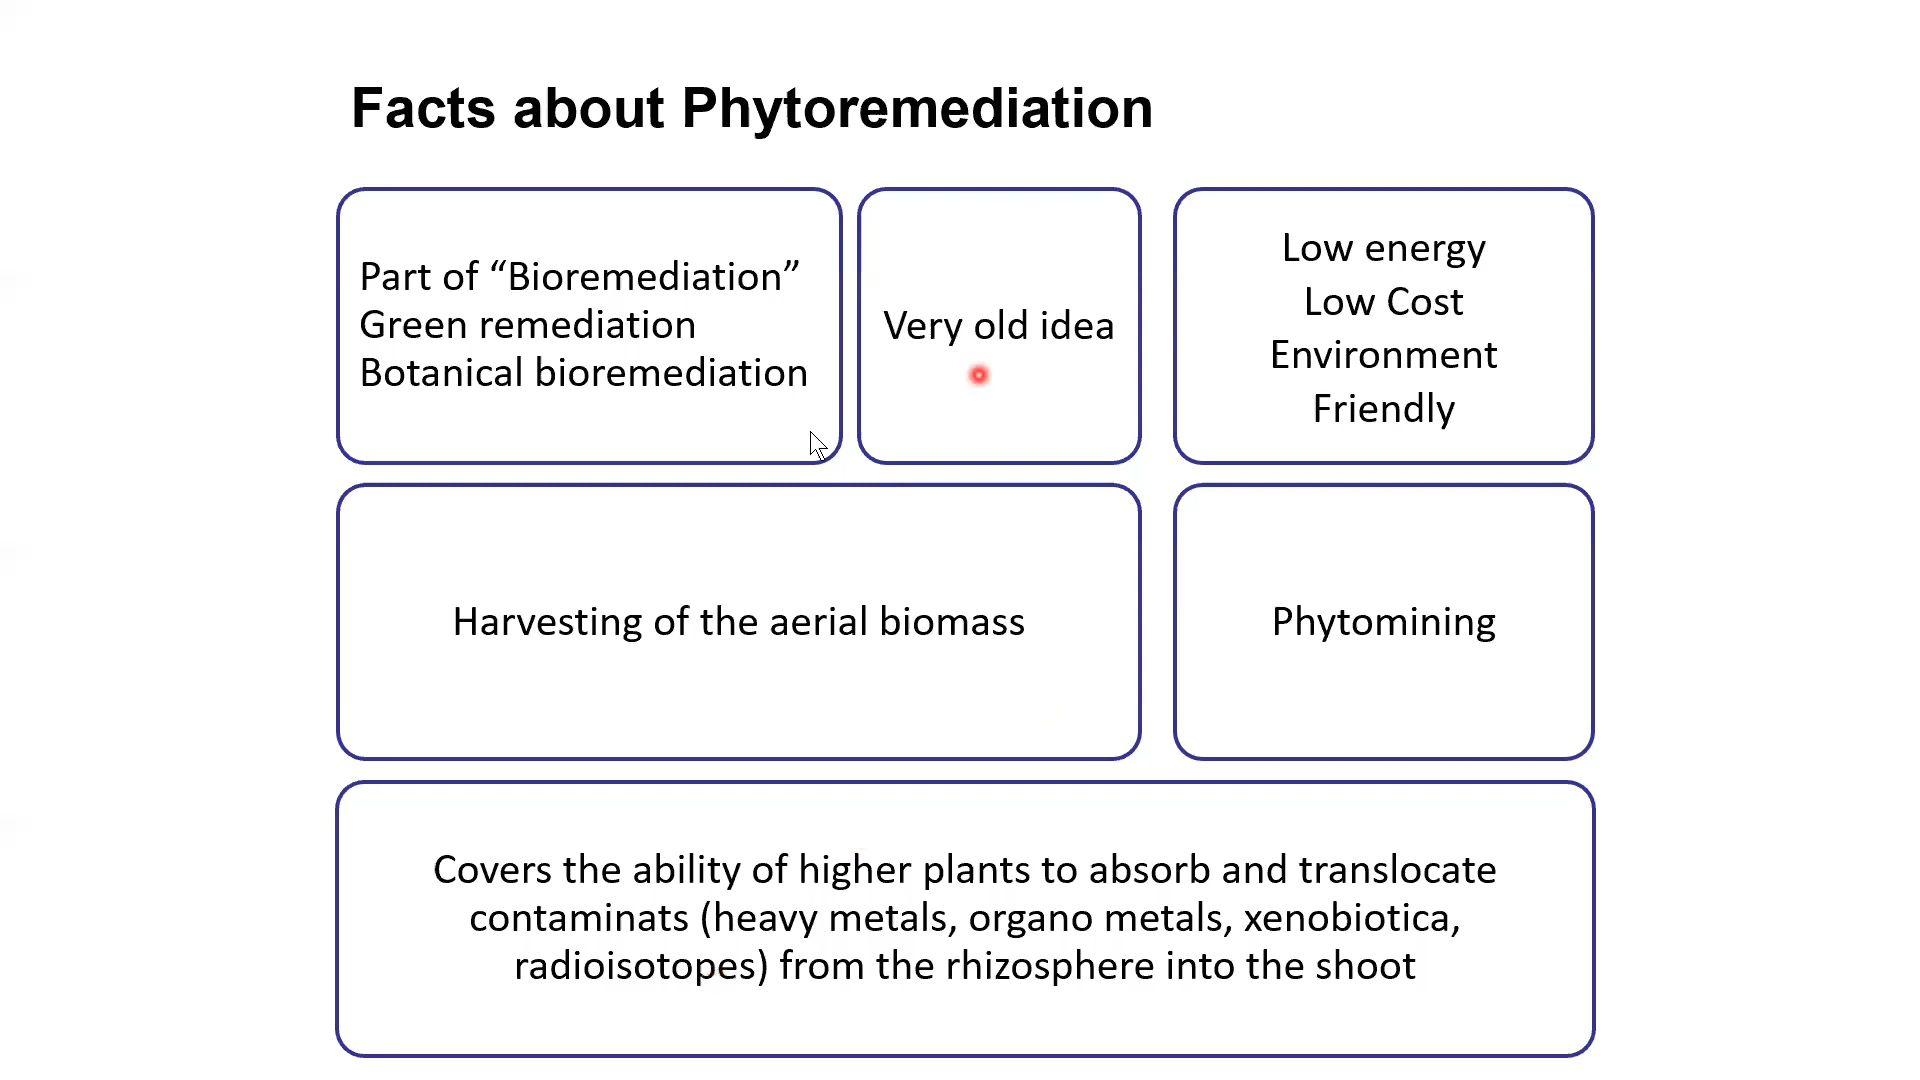 Facts about Phytoremediation
Part of “Bioremediation”
Green remediation
Botanical bioremediation
Very old idea
Low energy
Low Cost
Environment
Friendly
Harvesting of the aerial biomass
Phytomining
Covers the ability of higher plants to absorb and translocate
contaminats (heavy metals, organo metals, xenobiotica,
radioisotopes) from the rhizosphere into the shoot